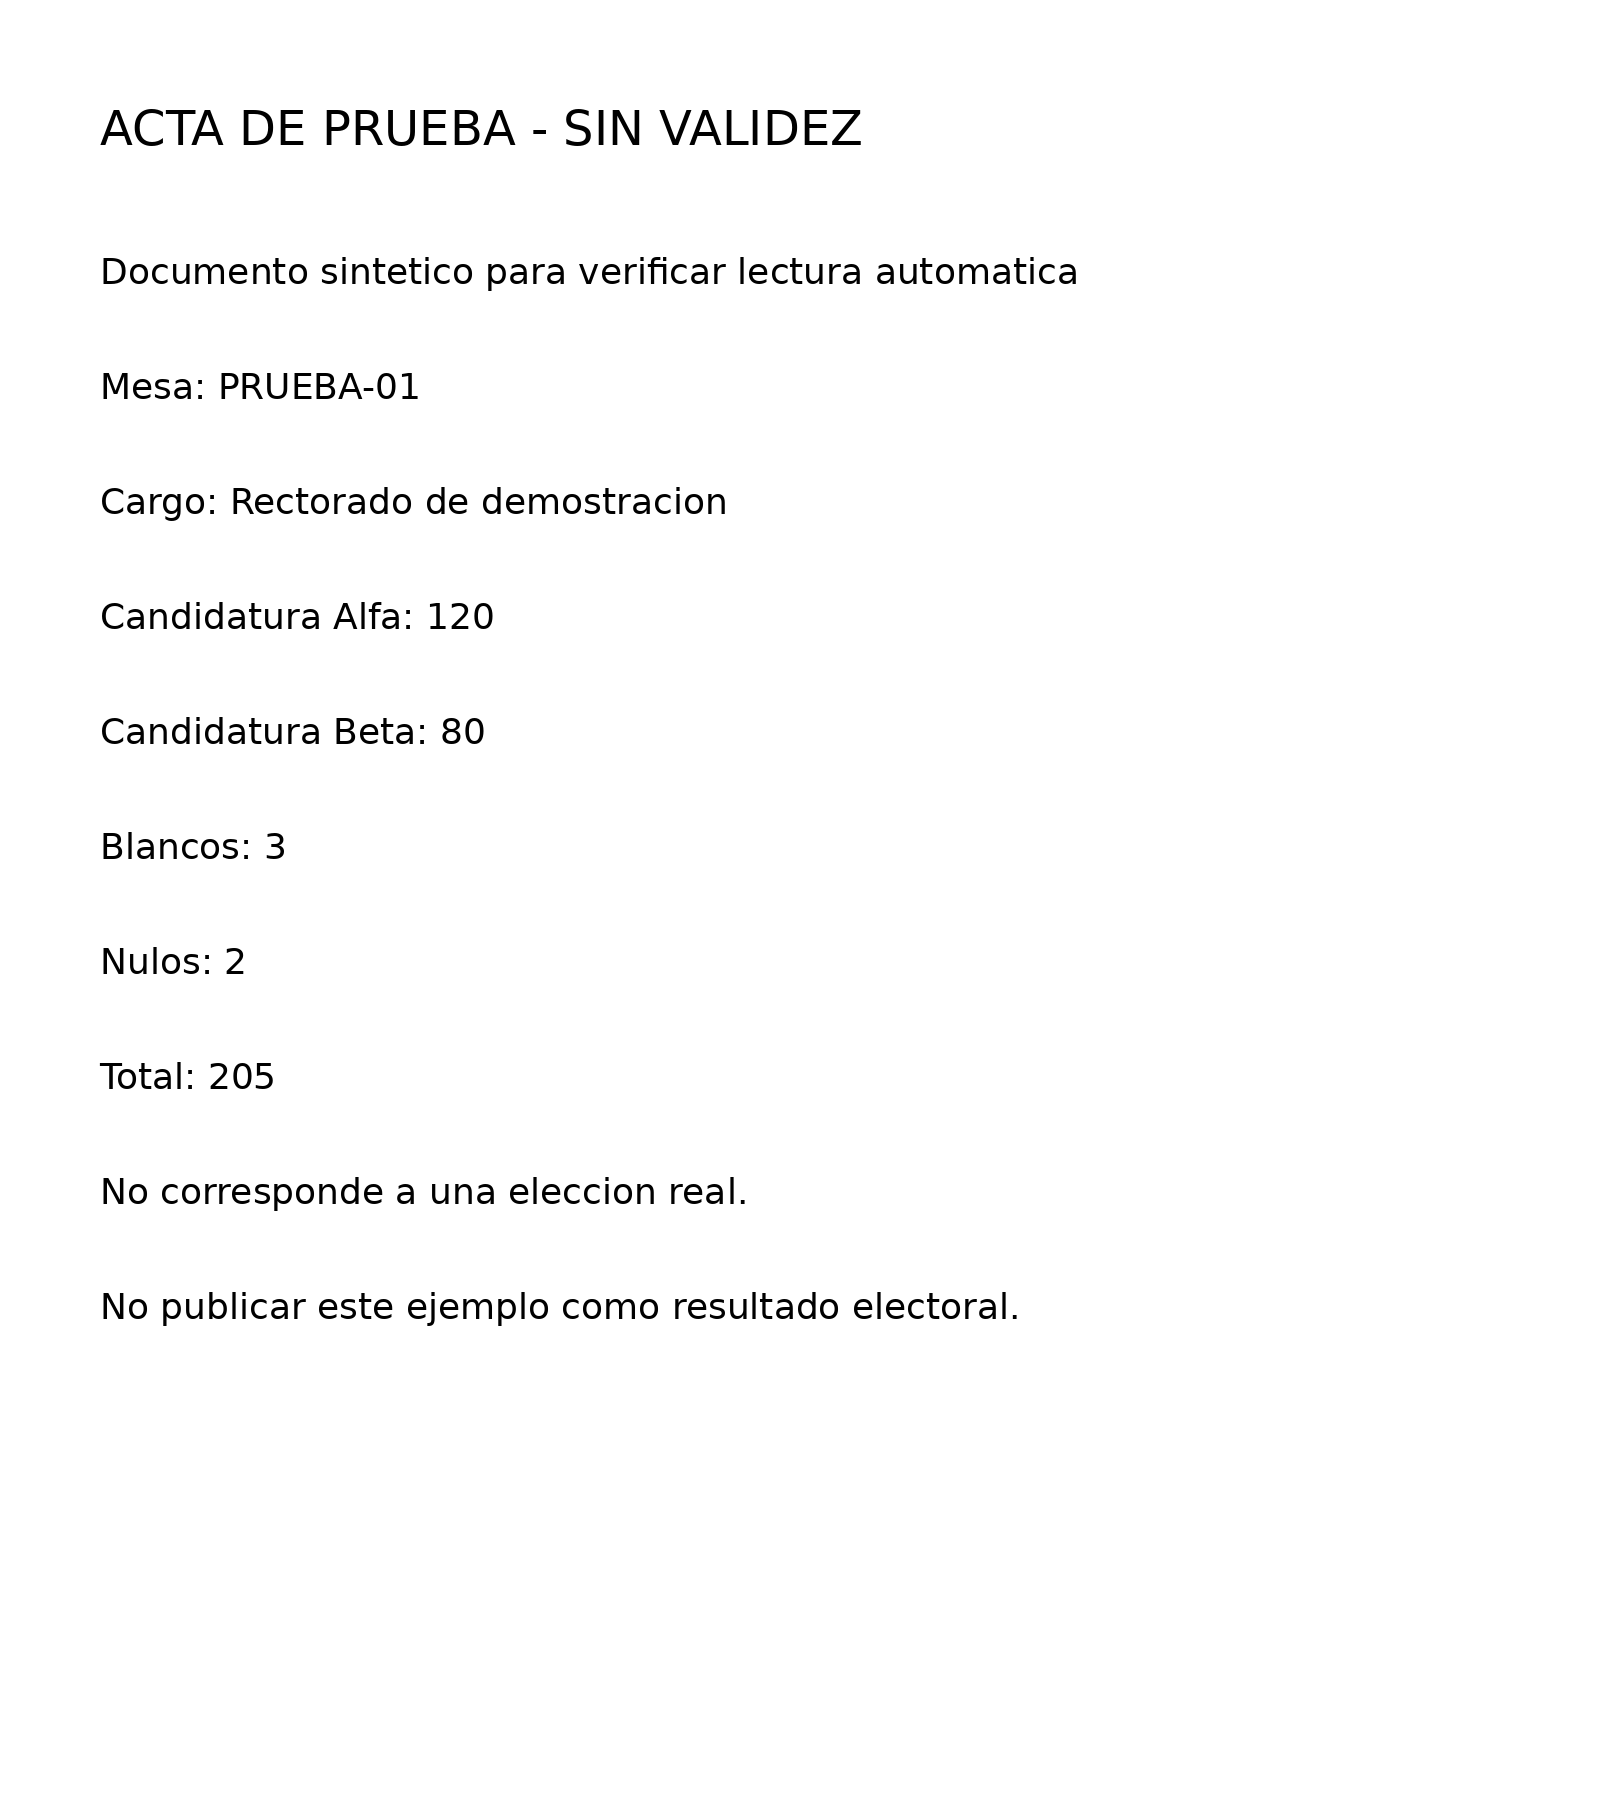 ACTA DE PRUEBA - SIN VALIDEZ
Documento sintetico para verificar lectura automatica
Mesa: PRUEBA-01
Cargo: Rectorado de demostracion
Candidatura Alfa: 120
Candidatura Beta: 80
Blancos: 3
Nulos: 2
Total: 205
No corresponde a una eleccion real.
No publicar este ejemplo como resultado electoral.